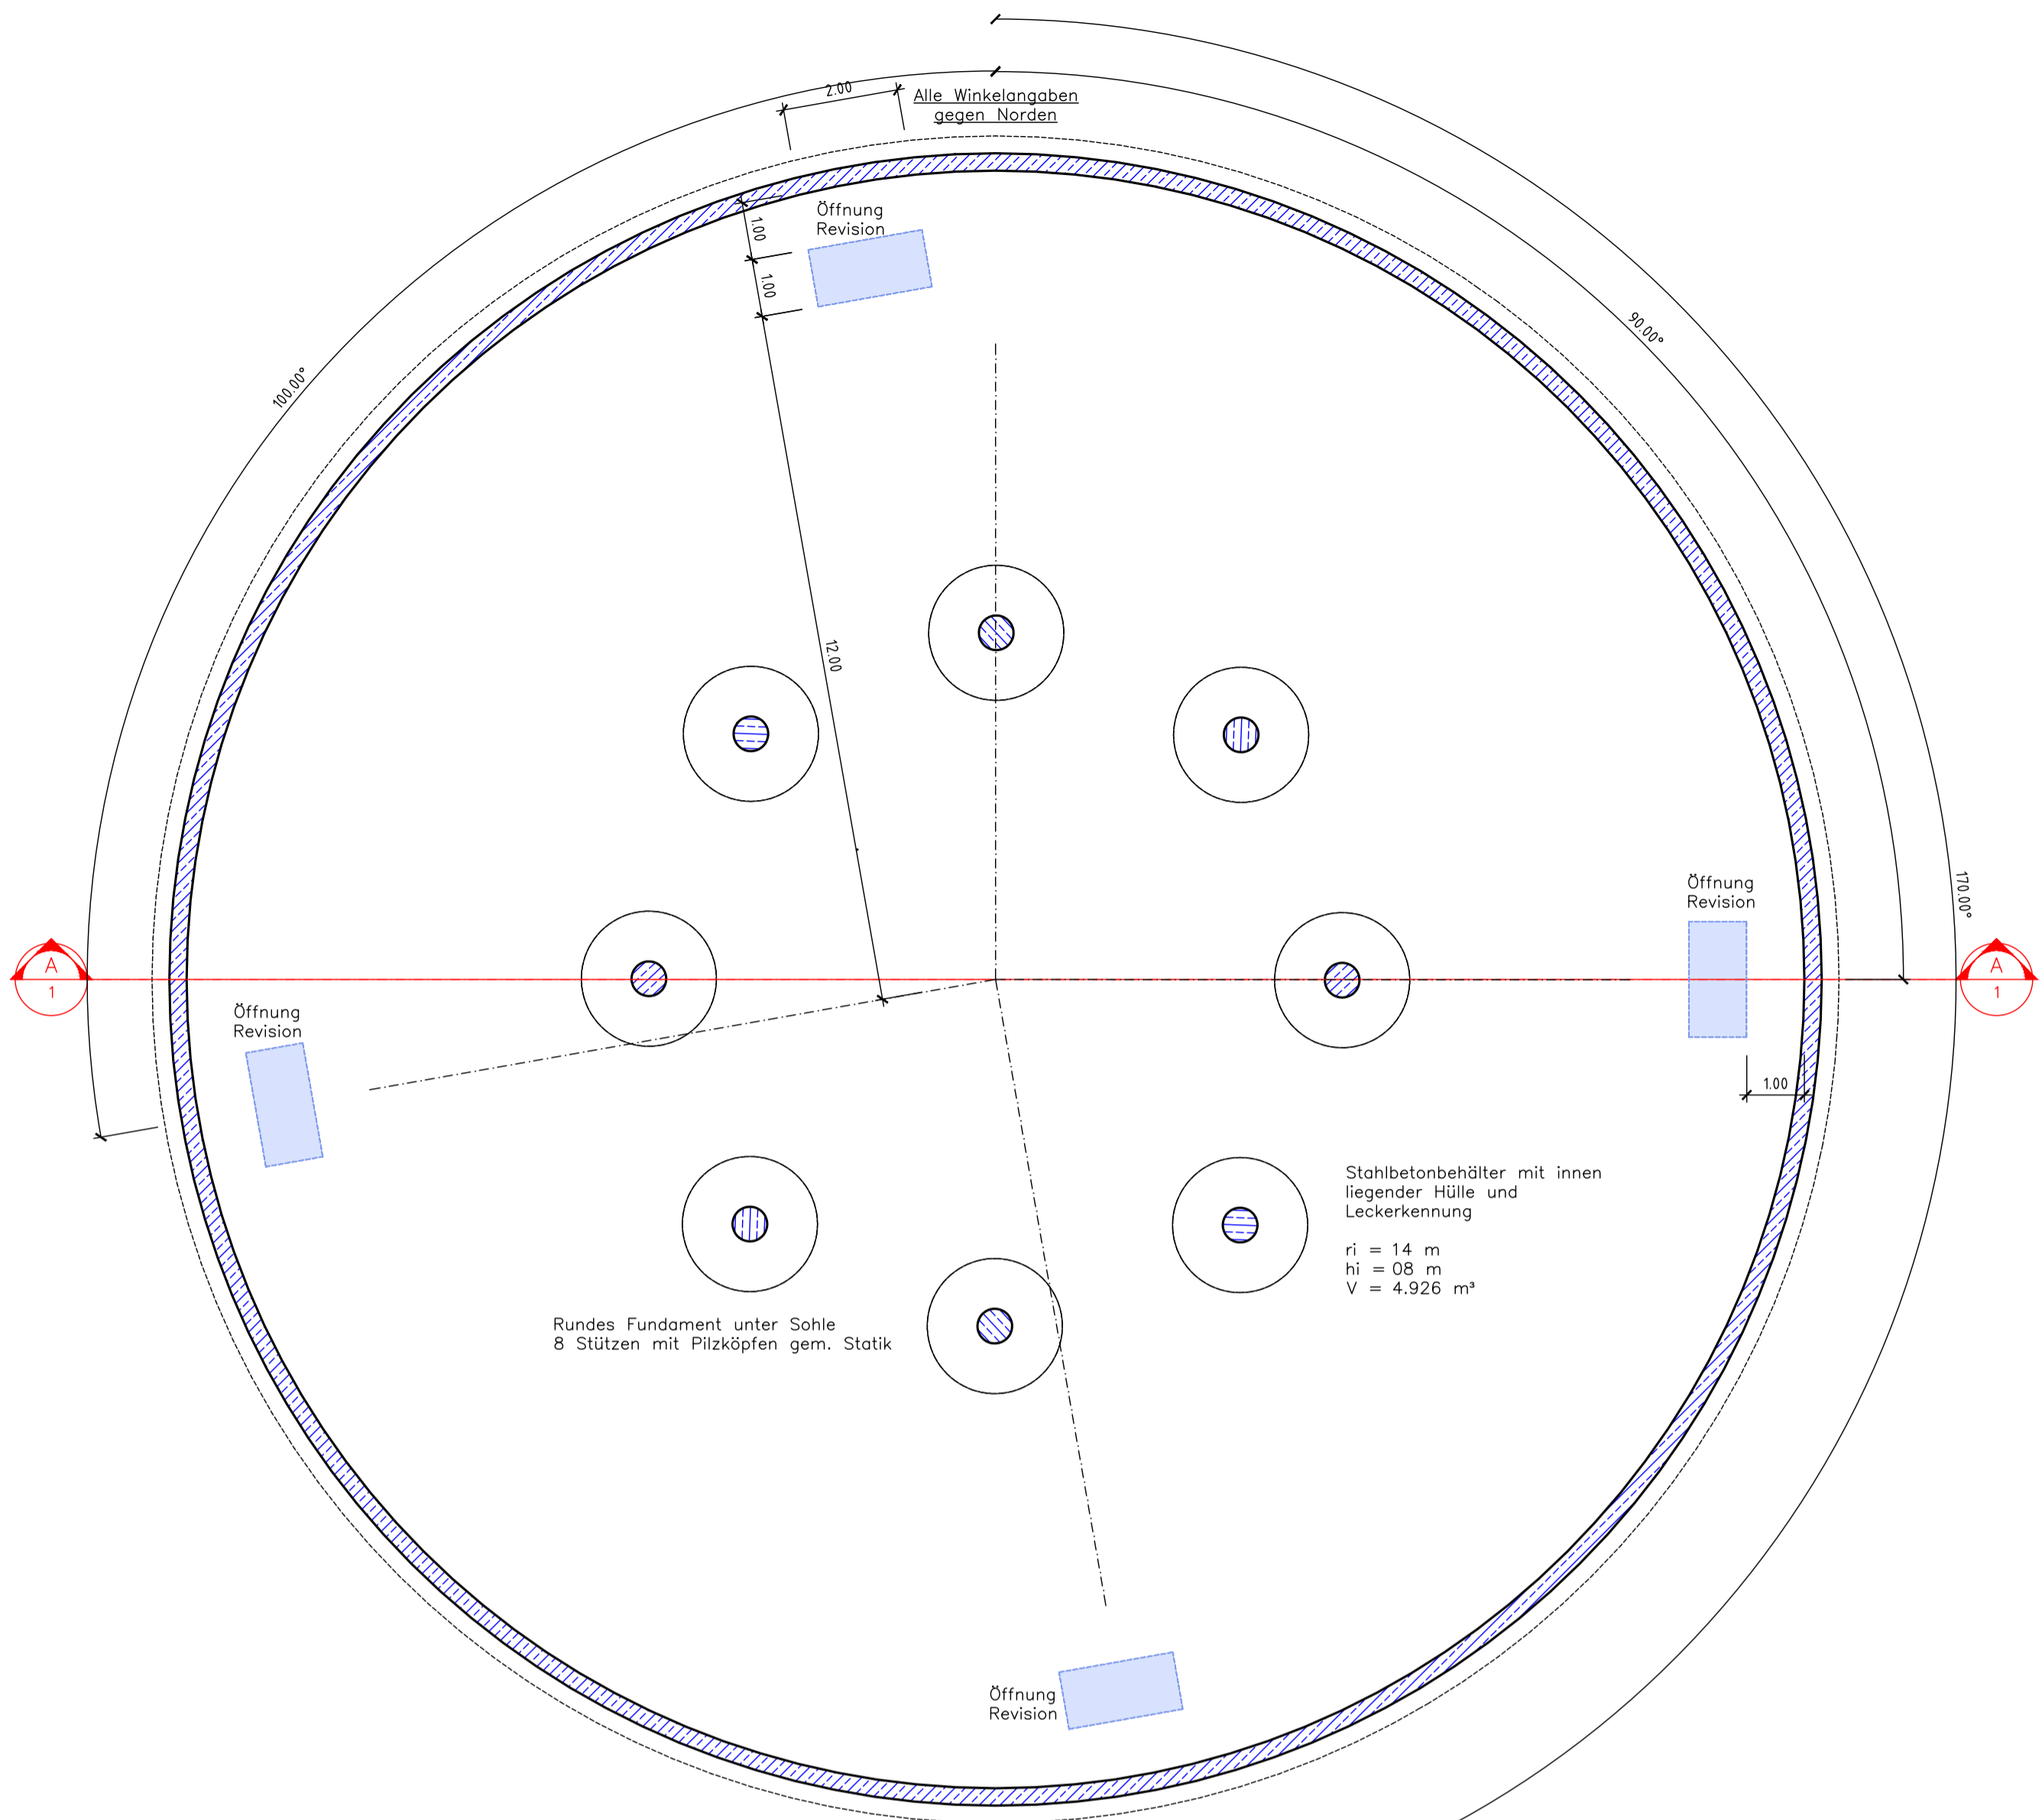 2.00
Alle Winkelangaben
gegen Norden
Öffnung
Revision
1.00
1.00
90.00°
100.00°
12.00
Öffnung
Revision
170.00°
A
1
A
1
Öffnung
Revision
1.00
Stahlbetonbehälter mit innen
liegender Hülle und
Leckerkennung
ri = 14 m
hi = 08 m
V = 4.926 m³
Rundes Fundament unter Sohle
8 Stützen mit Pilzköpfen gem. Statik
Öffnung
Revision